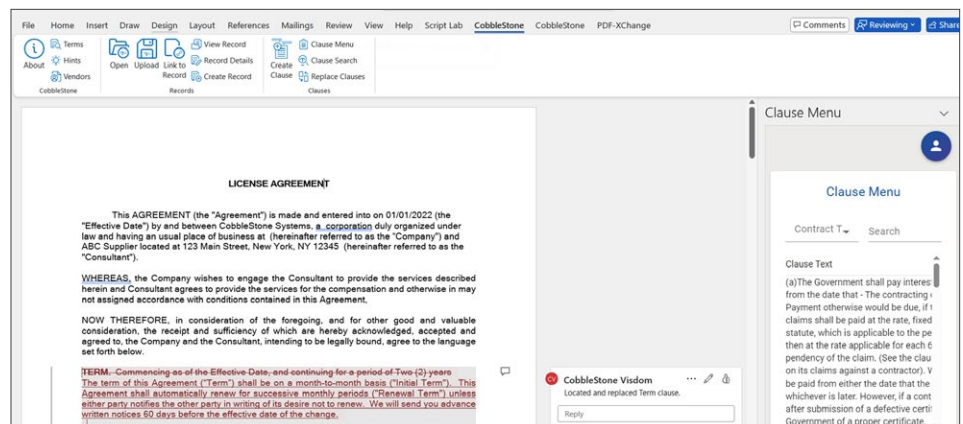 File Home Insert Draw Design Layout References Mailings Review View Help Script Lab CobbleStone CobbleStone PDF-XChange Comments Reviewing Share
Terms
Hints
Vendors
About
CobbleStone
Open Upload Link to Record
View Record
Record Details
Create Record
Records
Create Clause
Clause Menu
Clause Search
Replace Clauses
Clauses
LICENSE AGREEMENT
This AGREEMENT (the "Agreement") is made and entered into on 01/01/2022 (the
"Effective Date") by and between CobbleStone Systems, a corporation duly organized under
law and having an usual place of business at (hereinafter referred to as the "Company") and
ABC Supplier located at 123 Main Street, New York, NY 12345 (hereinafter referred to as the
"Consultant").
WHEREAS, the Company wishes to engage the Consultant to provide the services described
herein and Consultant agrees to provide the services for the compensation and otherwise in may
not assigned accordance with conditions contained in this Agreement,
NOW THEREFORE, in consideration of the foregoing, and for other good and valuable
consideration, the receipt and sufficiency of which are hereby acknowledged, accepted and
agreed to, the Company and the Consultant, intending to be legally bound, agree to the language
set forth below.
TERM. Commencing as of the Effective Date, and continuing for a period of Two (2) years
The term of this Agreement ("Term") shall be on a month-to-month basis ("Initial Term"). This
Agreement shall automatically renew for successive monthly periods ("Renewal Term") unless
either party notifies the other party in writing of its desire not to renew. We will send you advance
written notices 60 days before the effective date of the change.
CV CobbleStone Visdom
Located and replaced Term clause.
Reply
Clause Menu
Clause Menu
Contract T
Search
Clause Text
(a)The Government shall pay interes
from the date that - The contracting
Payment otherwise would be due, if
claims shall be paid at the rate, fixed
statute, which is applicable to the pe
then at the rate applicable for each 6
pendency of the claim. (See the clau
on its claims against a contractor).
be paid from either the date that the
whichever is later. However, if a cont
after submission of a defective certi
Government of a proper certificate.